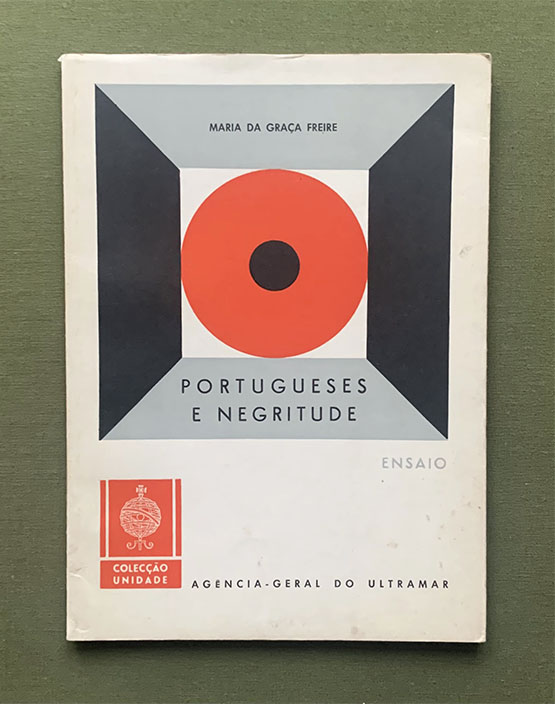 MARIA DA GRAÇA FREIRE
PORTUGUESES
E NEGRITUDE
ENSAIO
COLECÇÃO
UNIDADE
AGÊNCIA-GERAL DO ULTRAMAR